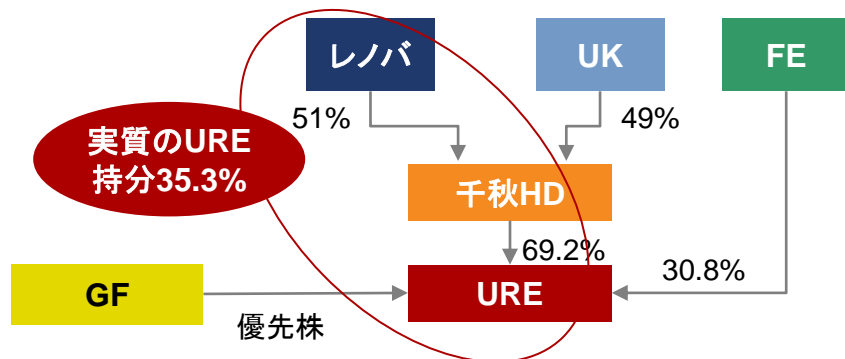 レノバ
UK
FE
51%
49%
実質のURE
持分35.3%
千秋HD
69.2%
30.8%
GF
URE
優先株